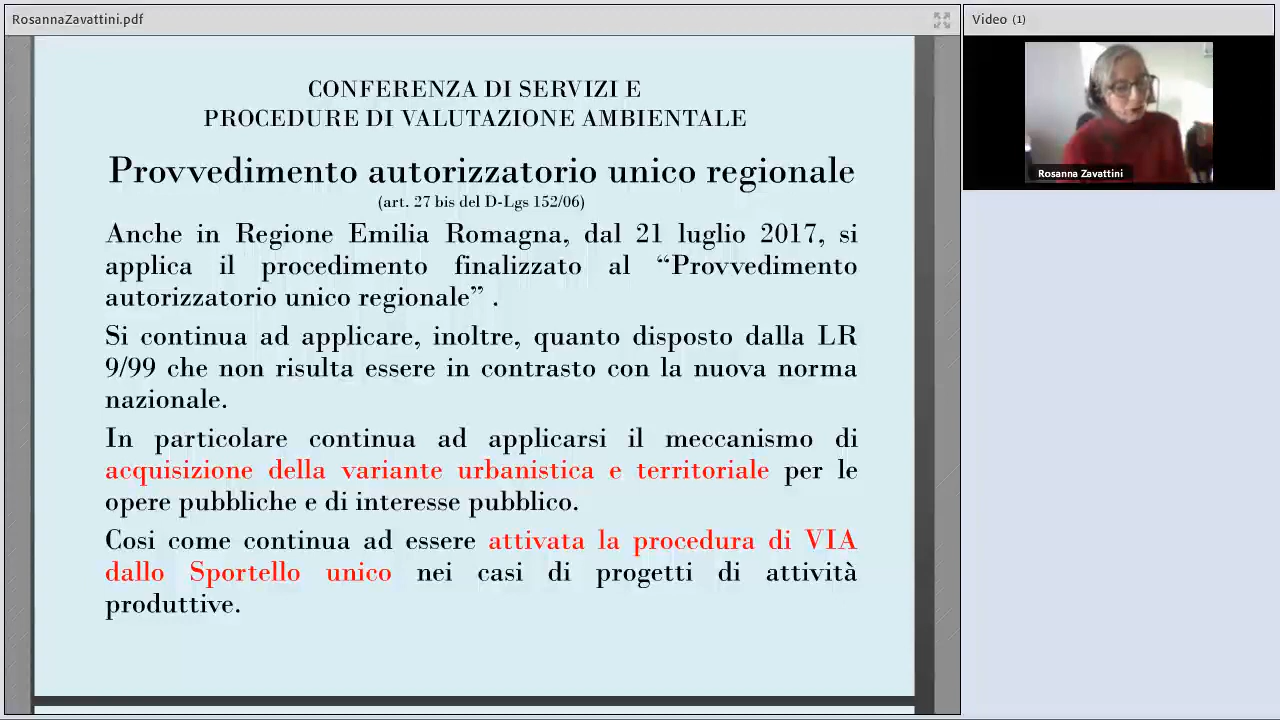 RosannaZavattini.pdf
Video (1)
Rosanna Zavattini
CONFERENZA DI SERVIZI E
PROCEDURE DI VALUTAZIONE AMBIENTALE
Provvedimento autorizzatorio unico regionale
(art. 27 bis del D-Lgs 152/06)
Anche in Regione Emilia Romagna, dal 21 luglio 2017, si
applica il procedimento finalizzato al “Provvedimento
autorizzatorio unico regionale” .
Si continua ad applicare, inoltre, quanto disposto dalla LR
9/99 che non risulta essere in contrasto con la nuova norma
nazionale.
In particolare continua ad applicarsi il meccanismo di
acquisizione della variante urbanistica e territoriale per le
opere pubbliche e di interesse pubblico.
Cosi come continua ad essere attivata la procedura di VIA
dallo Sportello unico nei casi di progetti di attività
produttive.